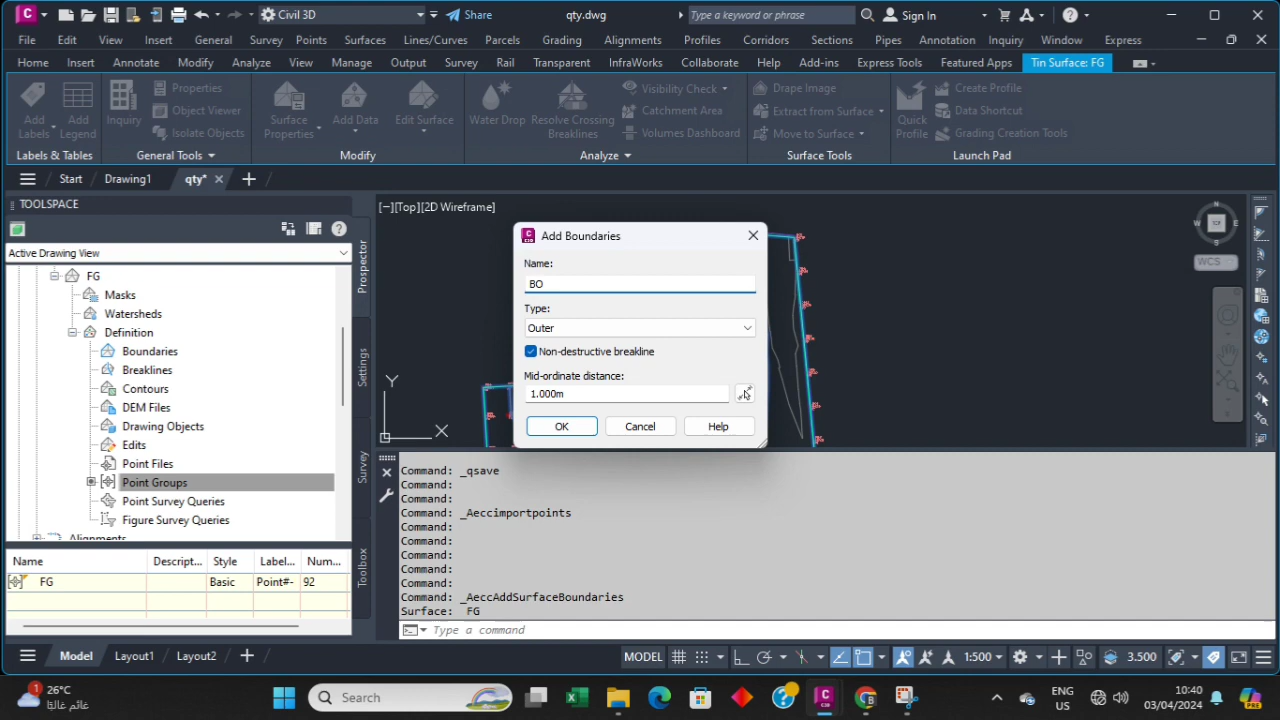 Civil 3D
Share
qty.dwg
Type a keyword or phrase
Sign In
File Edit View Insert General Survey Points Surfaces Lines/Curves Parcels Grading Alignments Profiles Corridors Sections Pipes Annotation Inquiry Window Express
Home Insert Annotate Modify Analyze View Manage Output Survey Rail Transparent InfraWorks Collaborate Help Add-ins Express Tools Featured Apps Tin Surface: FG
Add Labels
Add Legend
Labels & Tables
Inquiry
Properties
Object Viewer
Isolate Objects
General Tools
Surface Properties
Add Data
Edit Surface
Modify
Water Drop
Resolve Crossing Breaklines
Visibility Check
Catchment Area
Volumes Dashboard
Analyze
Drape Image
Extract from Surface
Move to Surface
Surface Tools
Quick Profile
Create Profile
Data Shortcut
Grading Creation Tools
Launch Pad
Start Drawing1 qty*
TOOLSPACE
Active Drawing View
FG
Masks
Watersheds
Definition
Boundaries
Breaklines
Contours
DEM Files
Drawing Objects
Edits
Point Files
Point Groups
Point Survey Queries
Figure Survey Queries
Alignments
Prospector
Settings
Survey
Toolbox
Name Descript... Style Label... Num...
FG Basic Point#- 92
[−][Top][2D Wireframe]
N
W E
S
WCS
Y
X
Add Boundaries
Name:
BO
Type:
Outer
Non-destructive breakline
Mid-ordinate distance:
1.000m
OK Cancel Help
Command: _qsave
Command:
Command:
Command: _Aeccimportpoints
Command:
Command:
Command:
Command:
Command:
Command: _AeccAddSurfaceBoundaries
Surface: FG
Type a command
Model Layout1 Layout2
MODEL 1:500 3.500
1
26°C
غائم غالبًا
Search
ENG
US
10:40
03/04/2024